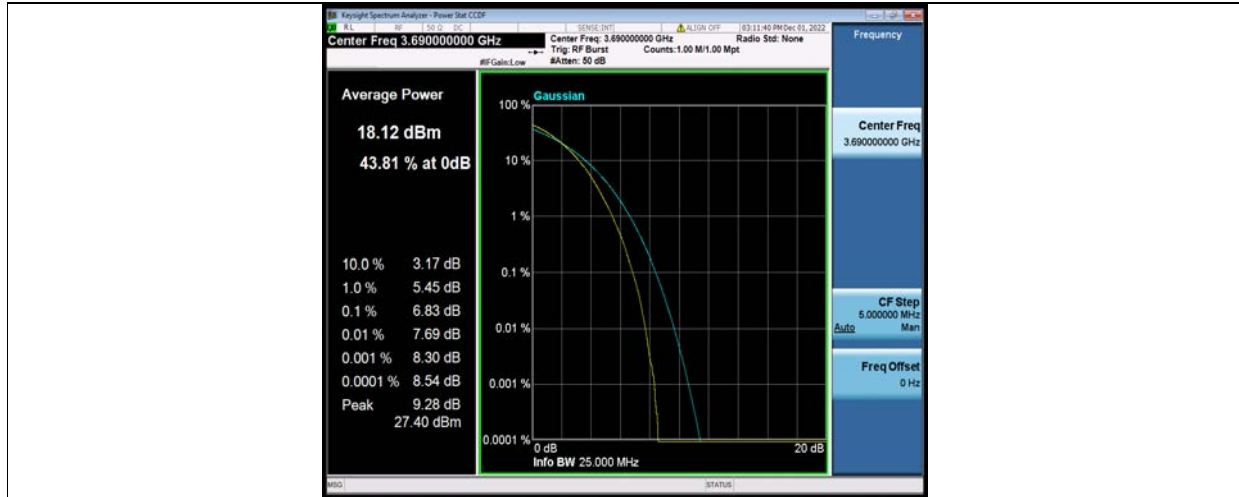 Keysight Spectrum Analyzer - Power Stat CCDF
RL RF 50 Ω DC SENSE:INT ALIGN OFF 03:11:40 PM Dec 01, 2022
Center Freq 3.690000000 GHz
Center Freq: 3.690000000 GHz Radio Std: None
Trig: RF Burst Counts:1.00 M/1.00 Mpt
#IFGain:Low #Atten: 50 dB
Frequency
Average Power
18.12 dBm
43.81 % at 0dB
10.0 % 3.17 dB
1.0 % 5.45 dB
0.1 % 6.83 dB
0.01 % 7.69 dB
0.001 % 8.30 dB
0.0001 % 8.54 dB
Peak 9.28 dB
27.40 dBm
Gaussian
100 %
10 %
1 %
0.1 %
0.01 %
0.001 %
0.0001 %
0 dB 20 dB
Info BW 25.000 MHz
Center Freq
3.690000000 GHz
CF Step
5.000000 MHz
Auto Man
Freq Offset
0 Hz
MSG STATUS